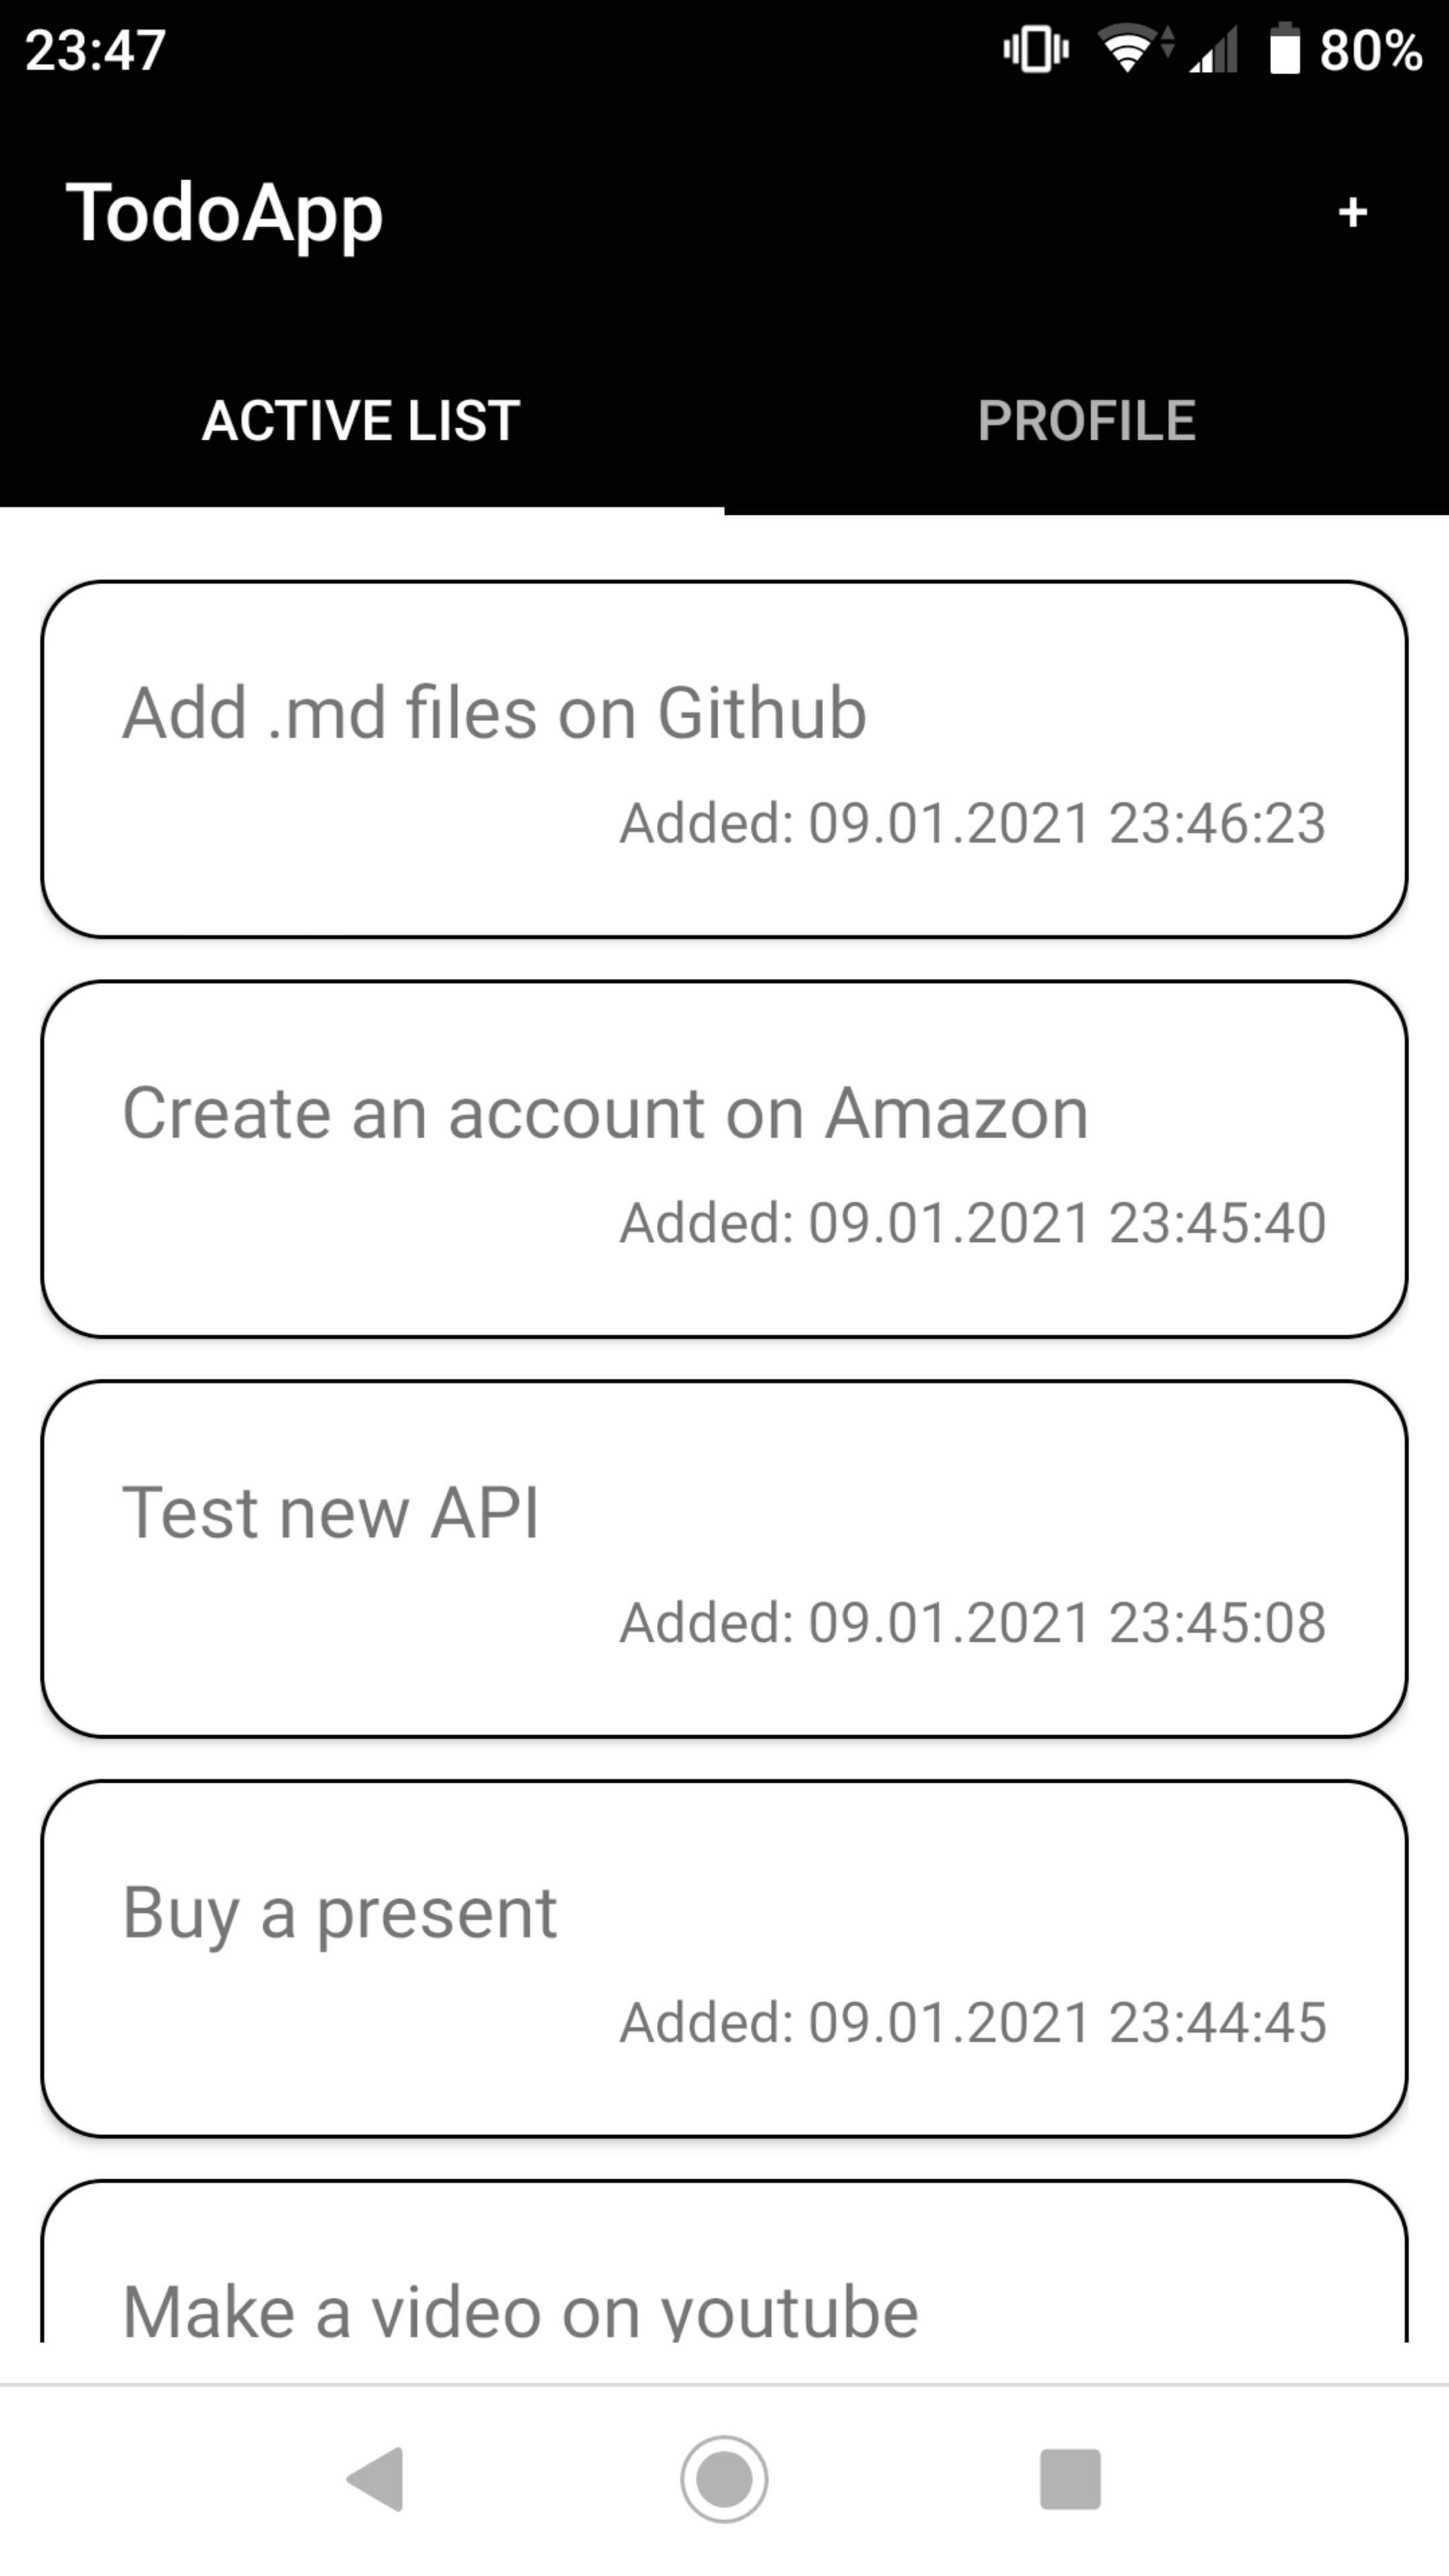 23:47 80%
TodoApp +
ACTIVE LIST PROFILE
Add .md files on Github
Added: 09.01.2021 23:46:23
Create an account on Amazon
Added: 09.01.2021 23:45:40
Test new API
Added: 09.01.2021 23:45:08
Buy a present
Added: 09.01.2021 23:44:45
Make a video on youtube